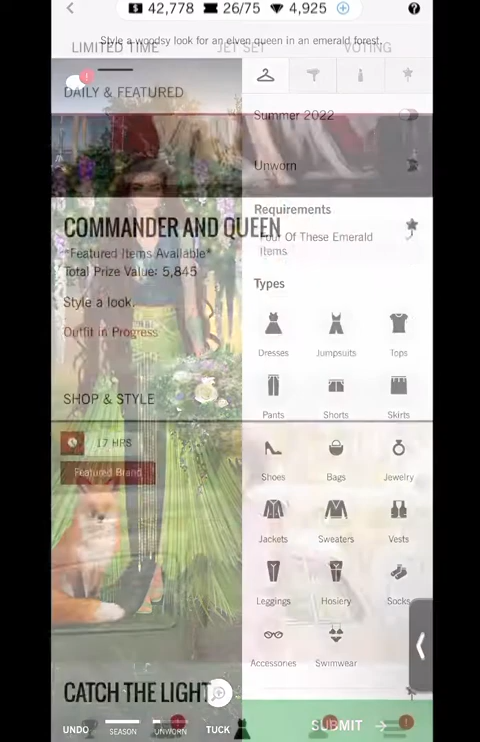 42,778 26/75 4,925 ?
Style a woodsy look for an elven queen in an emerald forest.
LIMITED TIME JET SET VOTING
DAILY & FEATURED
Summer 2022
Unworn
Requirements
Four Of These Emerald
Items
COMMANDER AND QUEEN
*Featured Items Available*
Total Prize Value: 5,845
Style a look.
Outfit in Progress
Types
Dresses Jumpsuits Tops
Pants Shorts Skirts
SHOP & STYLE
17 HRS
Featured Brand
Shoes Bags Jewelry
Jackets Sweaters Vests
Leggings Hosiery Socks
Accessories Swimwear
CATCH THE LIGHT
UNDO SEASON UNWORN TUCK SUBMIT